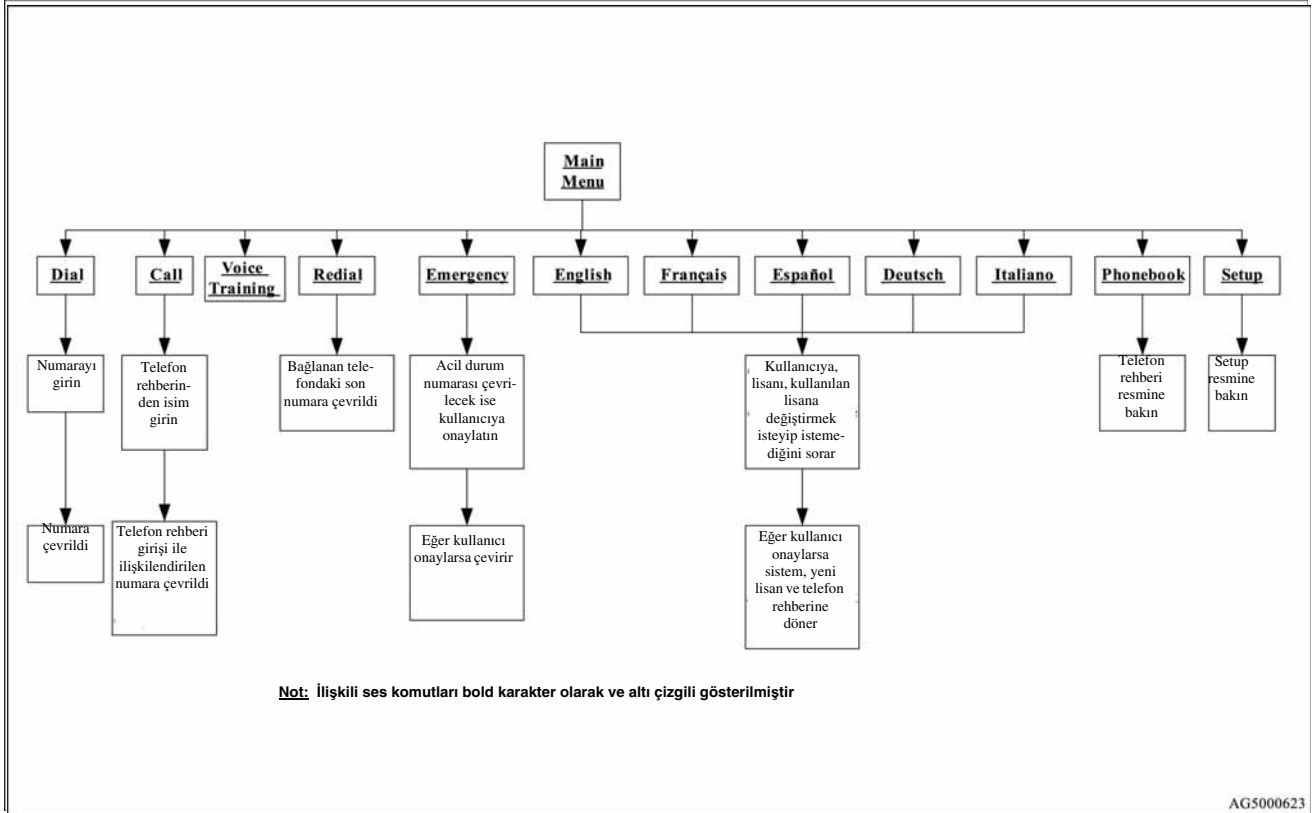 Main
Menu
Dial
Call
Voice
Training
Redial
Emergency
English
Français
Español
Deutsch
Italiano
Phonebook
Setup
Numarayı
girin
Telefon
rehberin-
den isim
girin
Bağlanan tele-
fondaki son
numara çevrildi
Acil durum
numarası çevri-
lecek ise
kullanıcıya
onaylatın
Kullanıcıya,
lisanı, kullanılan
lisana
değiştirmek
isteyip isteme-
diğini sorar
Telefon
rehberi
resmine
bakın
Setup
resmine
bakın
Numara
çevrildi
Telefon rehberi
girişi ile
ilişkilendirilen
numara çevrildi
Eğer kullanıcı
onaylarsa çevirir
Eğer kullanıcı
onaylarsa
sistem, yeni
lisan ve telefon
rehberine
döner
Not: İlişkili ses komutları bold karakter olarak ve altı çizgili gösterilmiştir
AG5000623